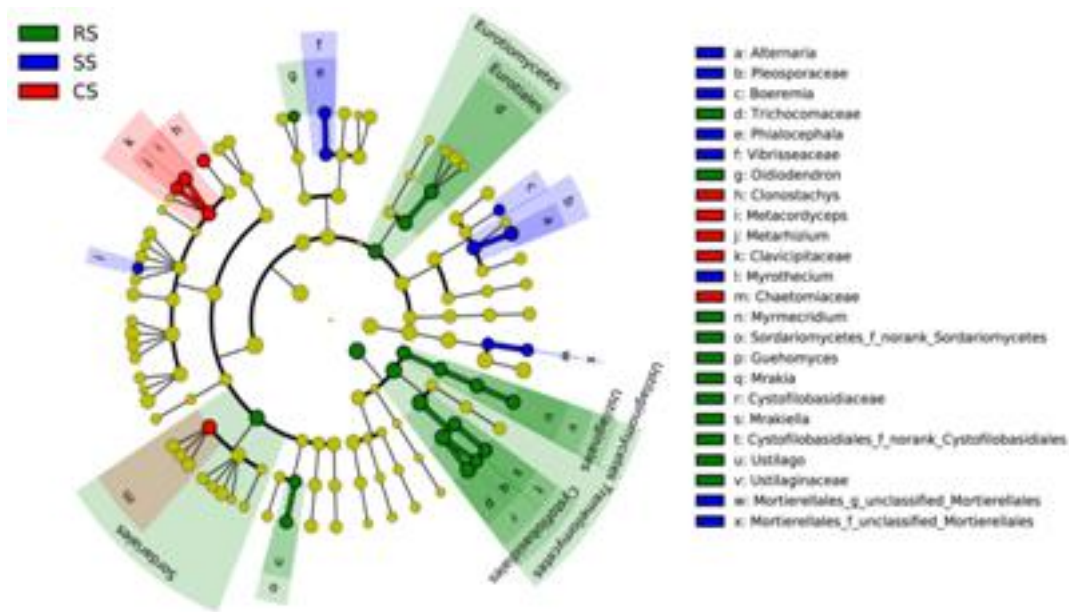 RS
SS
CS
f
e
g
Eurotiomycetes
Eurotiales
d
c
b
a
h
k
i
j
l
m
Sordariales
n
o
w
x
Ustilaginomycetes
Ustilaginales
Tremellomycetes
Cystofilobasidiales
u
v
s
q
p
t
r
a: Alternaria
b: Pleosporaceae
c: Boeremia
d: Trichocomaceae
e: Phialocephala
f: Vibrisseaceae
g: Oidiodendron
h: Clonostachys
i: Metacordyceps
j: Metarhizium
k: Clavicipitaceae
l: Myrothecium
m: Chaetomiaceae
n: Myrmecridium
o: Sordariomycetes_f_norank_Sordariomycetes
p: Guehomyces
q: Mrakia
r: Cystofilobasidiaceae
s: Mrakiella
t: Cystofilobasidiales_f_norank_Cystofilobasidiales
u: Ustilago
v: Ustilaginaceae
w: Mortierellales_g_unclassified_Mortierellales
x: Mortierellales_f_unclassified_Mortierellales